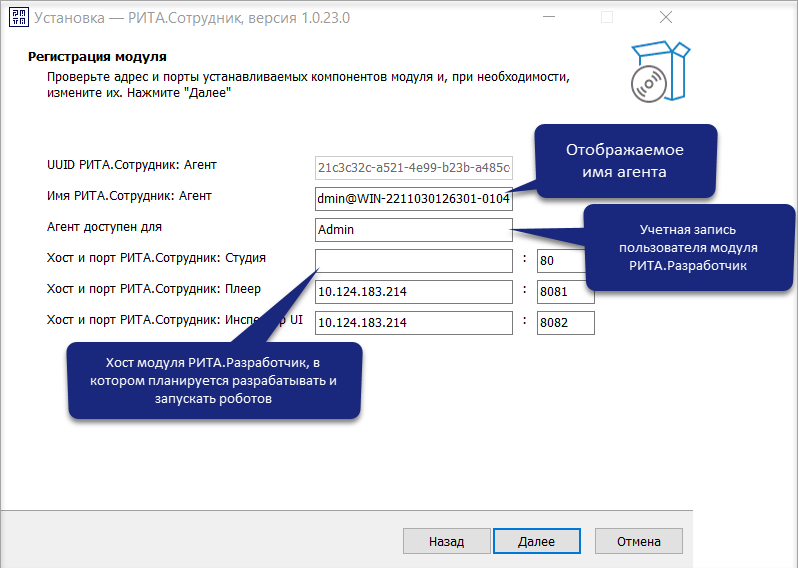 Установка — РИТА.Сотрудник, версия 1.0.23.0
Регистрация модуля
Проверьте адрес и порты устанавливаемых компонентов модуля и, при необходимости,
измените их. Нажмите "Далее"
Отображаемое
имя агента
UUID РИТА.Сотрудник: Агент
21c3c32c-a521-4e99-b23b-a485c
Имя РИТА.Сотрудник: Агент
dmin@WIN-2211030126301-0104
Агент доступен для
Admin
Учетная запись
пользователя модуля
РИТА.Разработчик
Хост и порт РИТА.Сотрудник: Студия
: 80
Хост и порт РИТА.Сотрудник: Плеер
10.124.183.214 : 8081
Хост и порт РИТА.Сотрудник: UI
10.124.183.214 : 8082
Хост модуля РИТА.Разработчик, в
котором планируется разрабатывать и
запускать роботов
Назад
Далее
Отмена